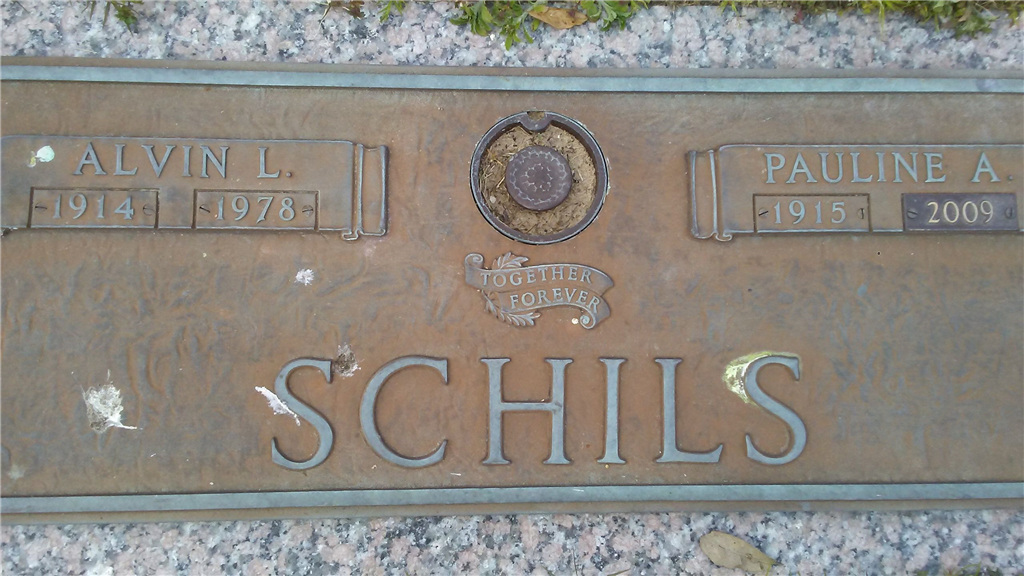 ALVIN L.
1914 1978
PAULINE A.
1915 2009
TOGETHER
FOREVER
SCHILS